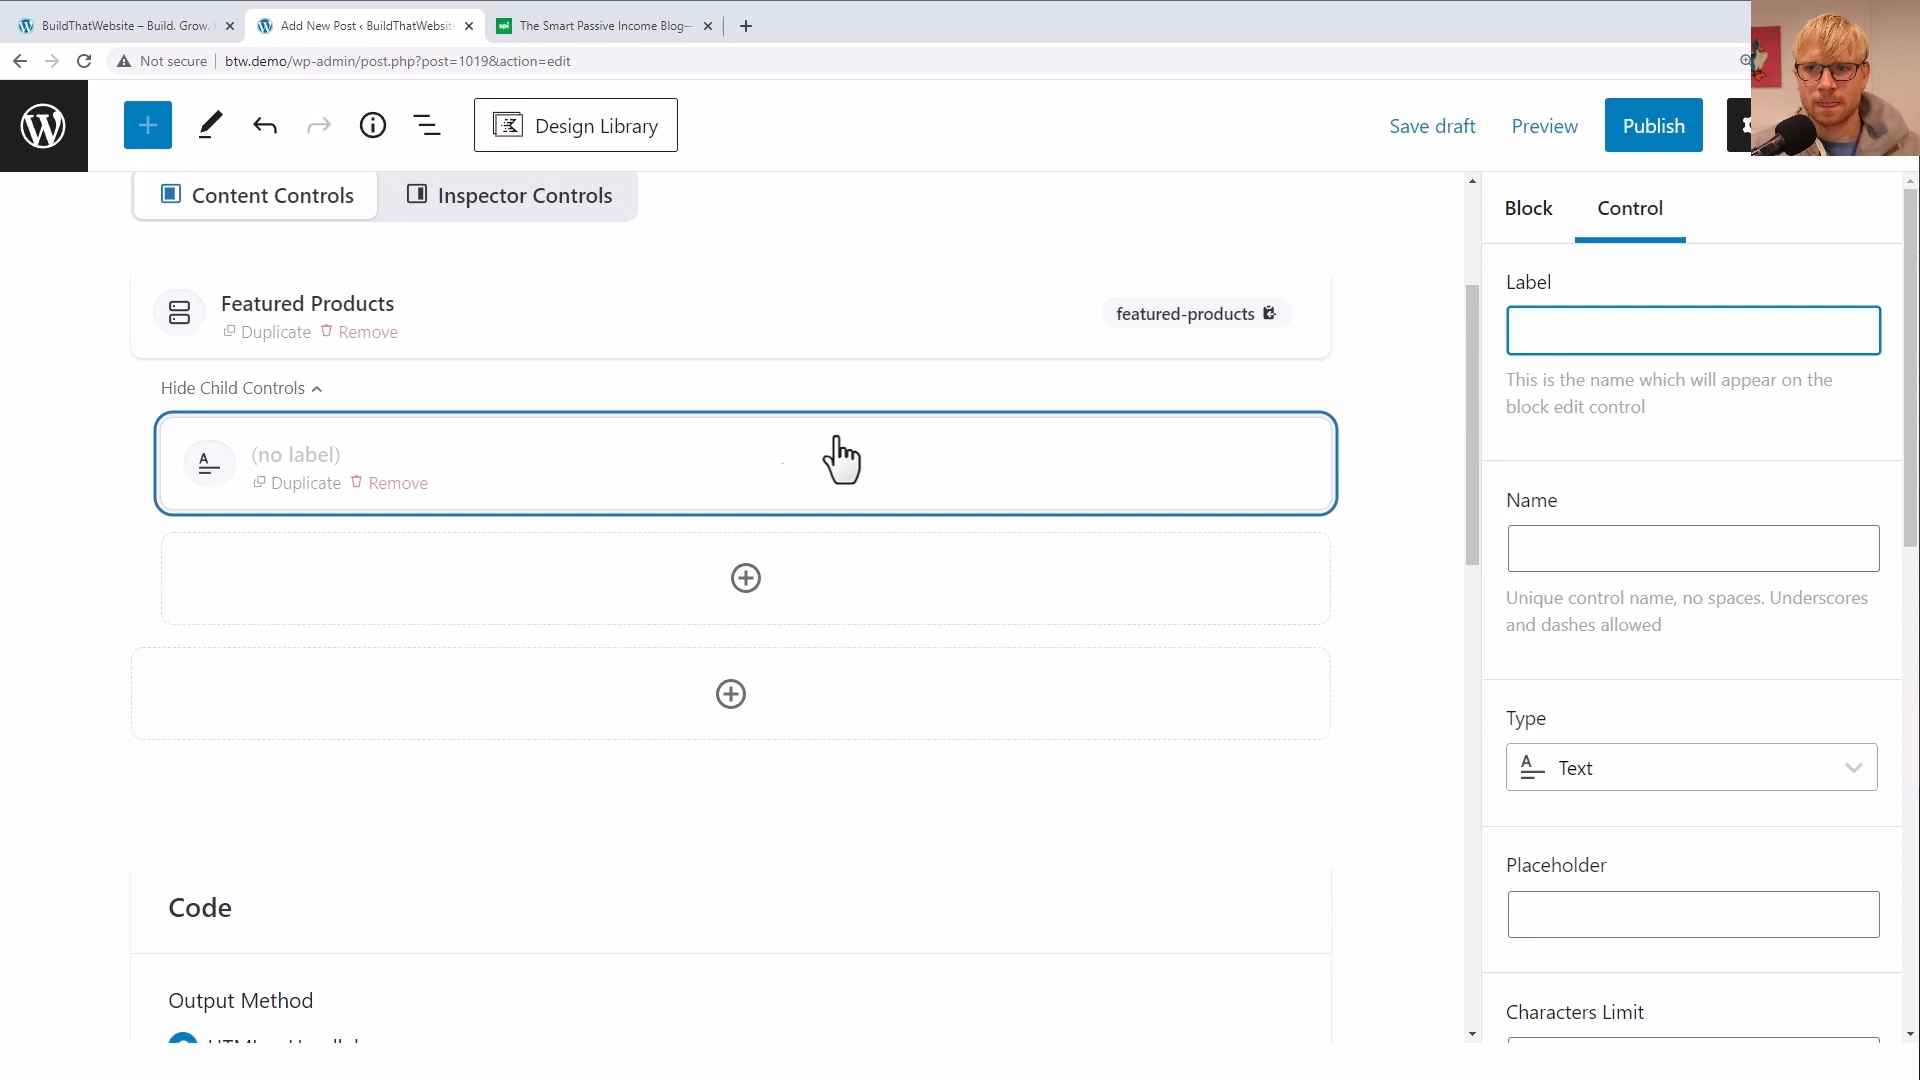 BuildThatWebsite – Build. Grow.
Add New Post ‹ BuildThatWebsite
spi
The Smart Passive Income Blog—
Not secure
btw.demo/wp-admin/post.php?post=1019&action=edit
Design Library
Save draft
Preview
Publish
Content Controls
Inspector Controls
Block
Control
Featured Products
Duplicate
Remove
featured-products
Hide Child Controls
(no label)
Duplicate
Remove
Label
This is the name which will appear on the
block edit control
Name
Unique control name, no spaces. Underscores
and dashes allowed
Type
Text
Placeholder
Characters Limit
Code
Output Method